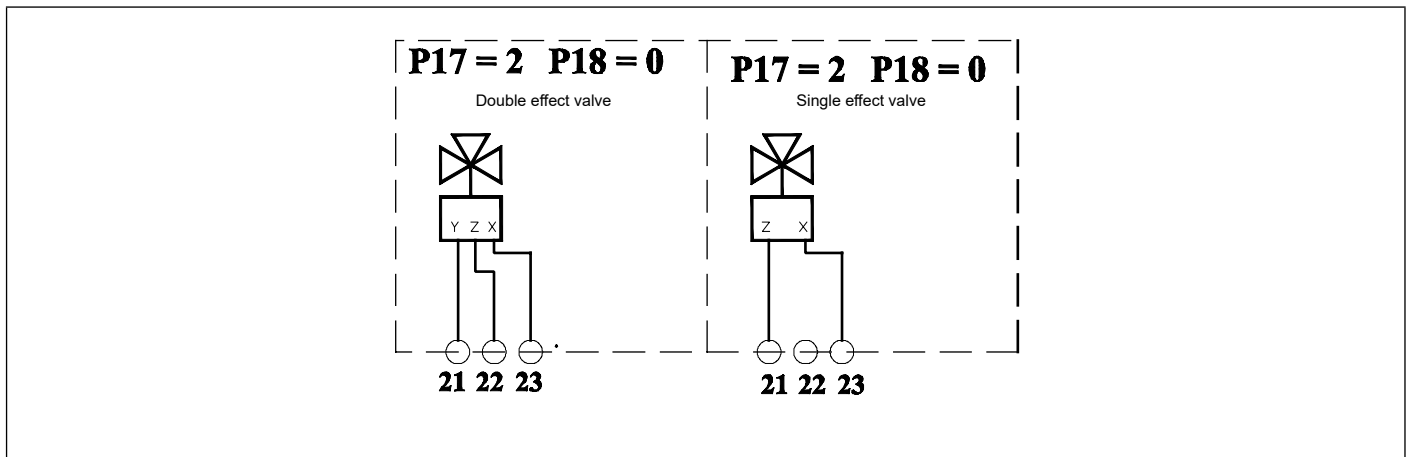 P17 = 2 P18 = 0
Double effect valve
Y Z X
21 22 23
P17 = 2 P18 = 0
Single effect valve
Z X
21 22 23